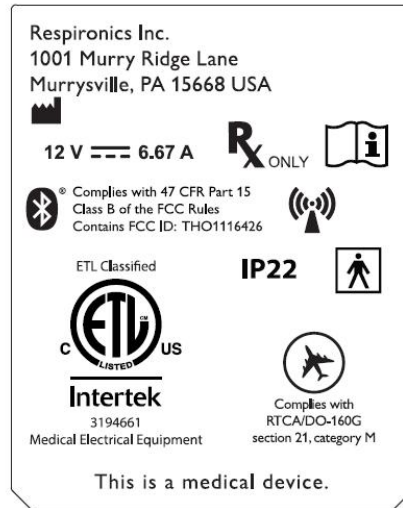 Respironics Inc.
1001 Murry Ridge Lane
Murrysville, PA 15668 USA
12 V 6.67 A
Rx ONLY
i
® Complies with 47 CFR Part 15
Class B of the FCC Rules
Contains FCC ID: THO1116426
ETL Classified
IP22
ETL CM
LISTED
C US
Intertek
3194661
Medical Electrical Equipment
Complies with
RTCA/DO-160G
section 21, category M
This is a medical device.